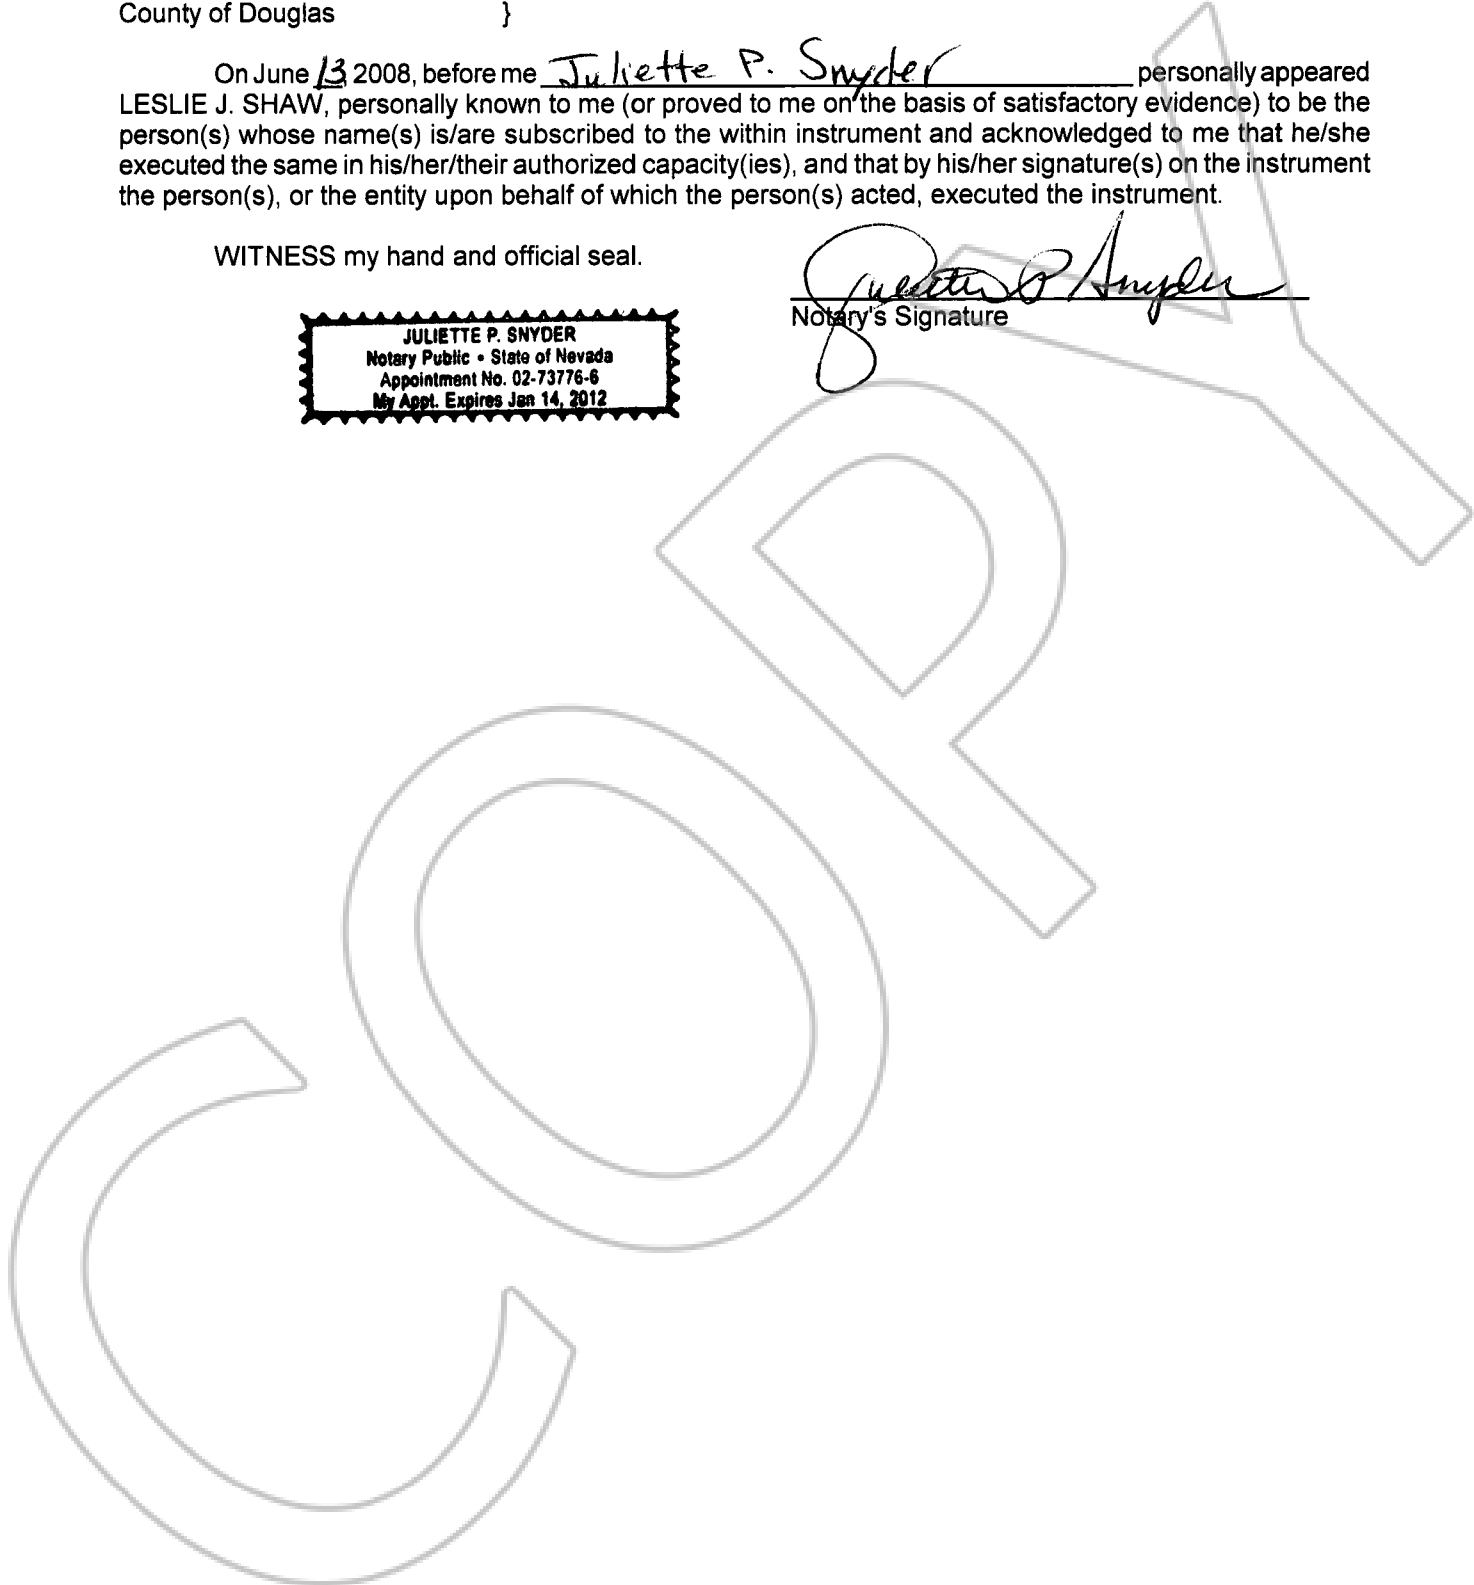 County of Douglas }
On June 13, 2008, before me Juliette P. Snyder personally appeared
LESLIE J. SHAW, personally known to me (or proved to me on the basis of satisfactory evidence) to be the
person(s) whose name(s) is/are subscribed to the within instrument and acknowledged to me that he/she
executed the same in his/her/their authorized capacity(ies), and that by his/her signature(s) on the instrument
the person(s), or the entity upon behalf of which the person(s) acted, executed the instrument.
WITNESS my hand and official seal.
Juliette P Snyder
Notary's Signature
JULIETTE P. SNYDER
Notary Public • State of Nevada
Appointment No. 02-73776-6
My Appt. Expires Jan 14, 2012
COPY